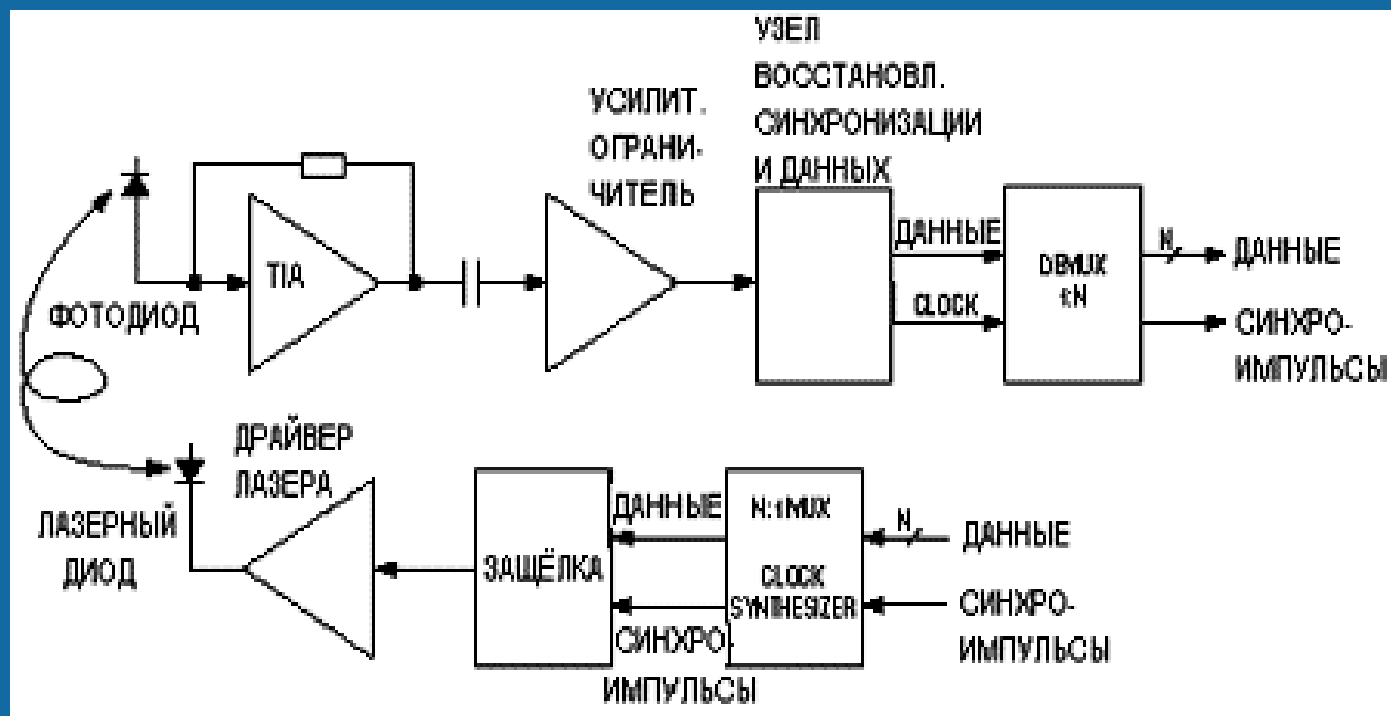 УЗЕЛ
ВОССТАНОВЛ.
СИНХРОНИЗАЦИИ
И ДАННЫХ
УСИЛИТ.
ОГРАНИ-
ЧИТЕЛЬ
TIA
ФОТОДИОД
ДАННЫЕ
CLOCK
DEMUX
1:N
N
ДАННЫЕ
СИНХРО-
ИМПУЛЬСЫ
ДРАЙВЕР
ЛАЗЕРА
ЛАЗЕРНЫЙ
ДИОД
ЗАЩЁЛКА
ДАННЫЕ
СИНХРО-
ИМПУЛЬСЫ
N:1MUX
CLOCK
SYNTHESIZER
N
ДАННЫЕ
СИНХРО-
ИМПУЛЬСЫ